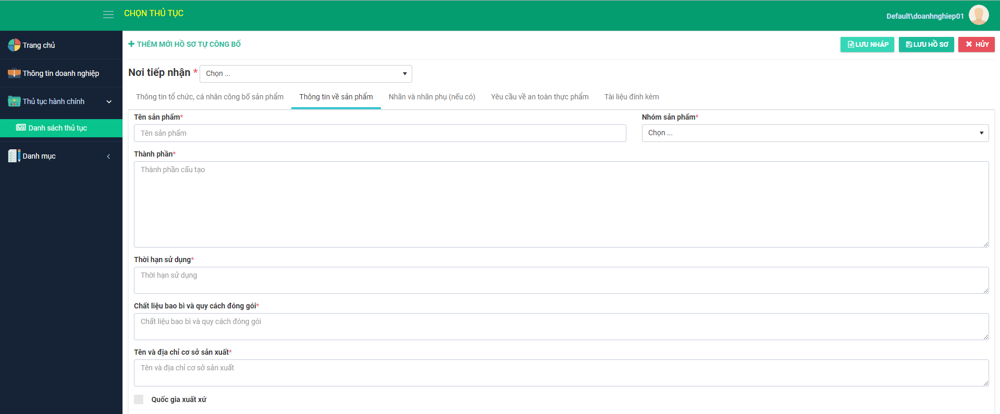 CHỌN THỦ TỤC
Default\doanhnghiep01
Trang chủ
Thông tin doanh nghiệp
Thủ tục hành chính
Danh sách thủ tục
Danh mục
THÊM MỚI HỒ SƠ TỰ CÔNG BỐ
LƯU NHÁP
LƯU HỒ SƠ
HỦY
Nơi tiếp nhận *
Chọn ...
Thông tin tổ chức, cá nhân công bố sản phẩm
Thông tin về sản phẩm
Nhãn và nhãn phụ (nếu có)
Yêu cầu về an toàn thực phẩm
Tài liệu đính kèm
Tên sản phẩm*
Tên sản phẩm
Nhóm sản phẩm*
Chọn ...
Thành phần*
Thành phần cấu tạo
Thời hạn sử dụng*
Thời hạn sử dụng
Chất liệu bao bì và quy cách đóng gói*
Chất liệu bao bì và quy cách đóng gói
Tên và địa chỉ cơ sở sản xuất*
Tên và địa chỉ cơ sở sản xuất
Quốc gia xuất xứ